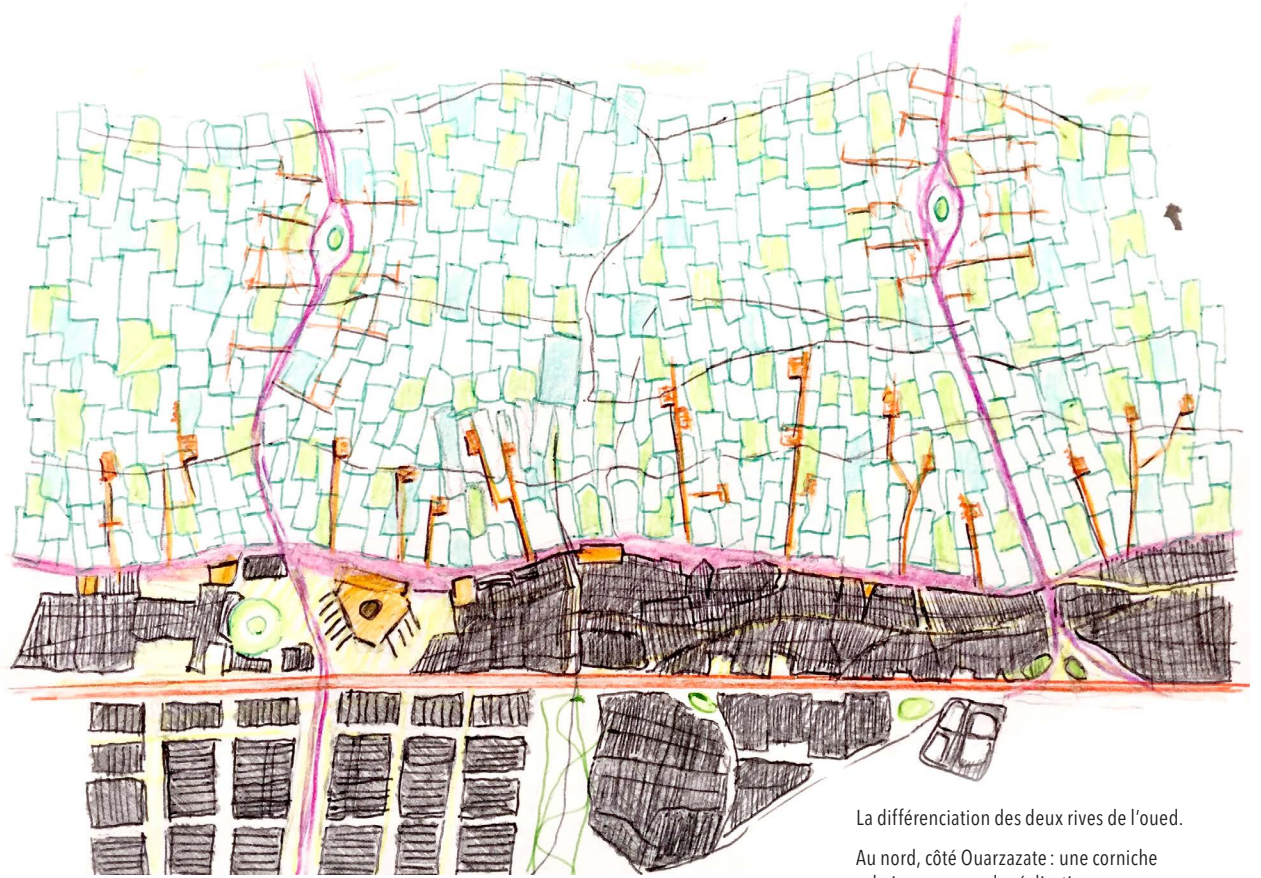 La différenciation des deux rives de l'oued.
Au nord, côté Ouarzazate : une corniche